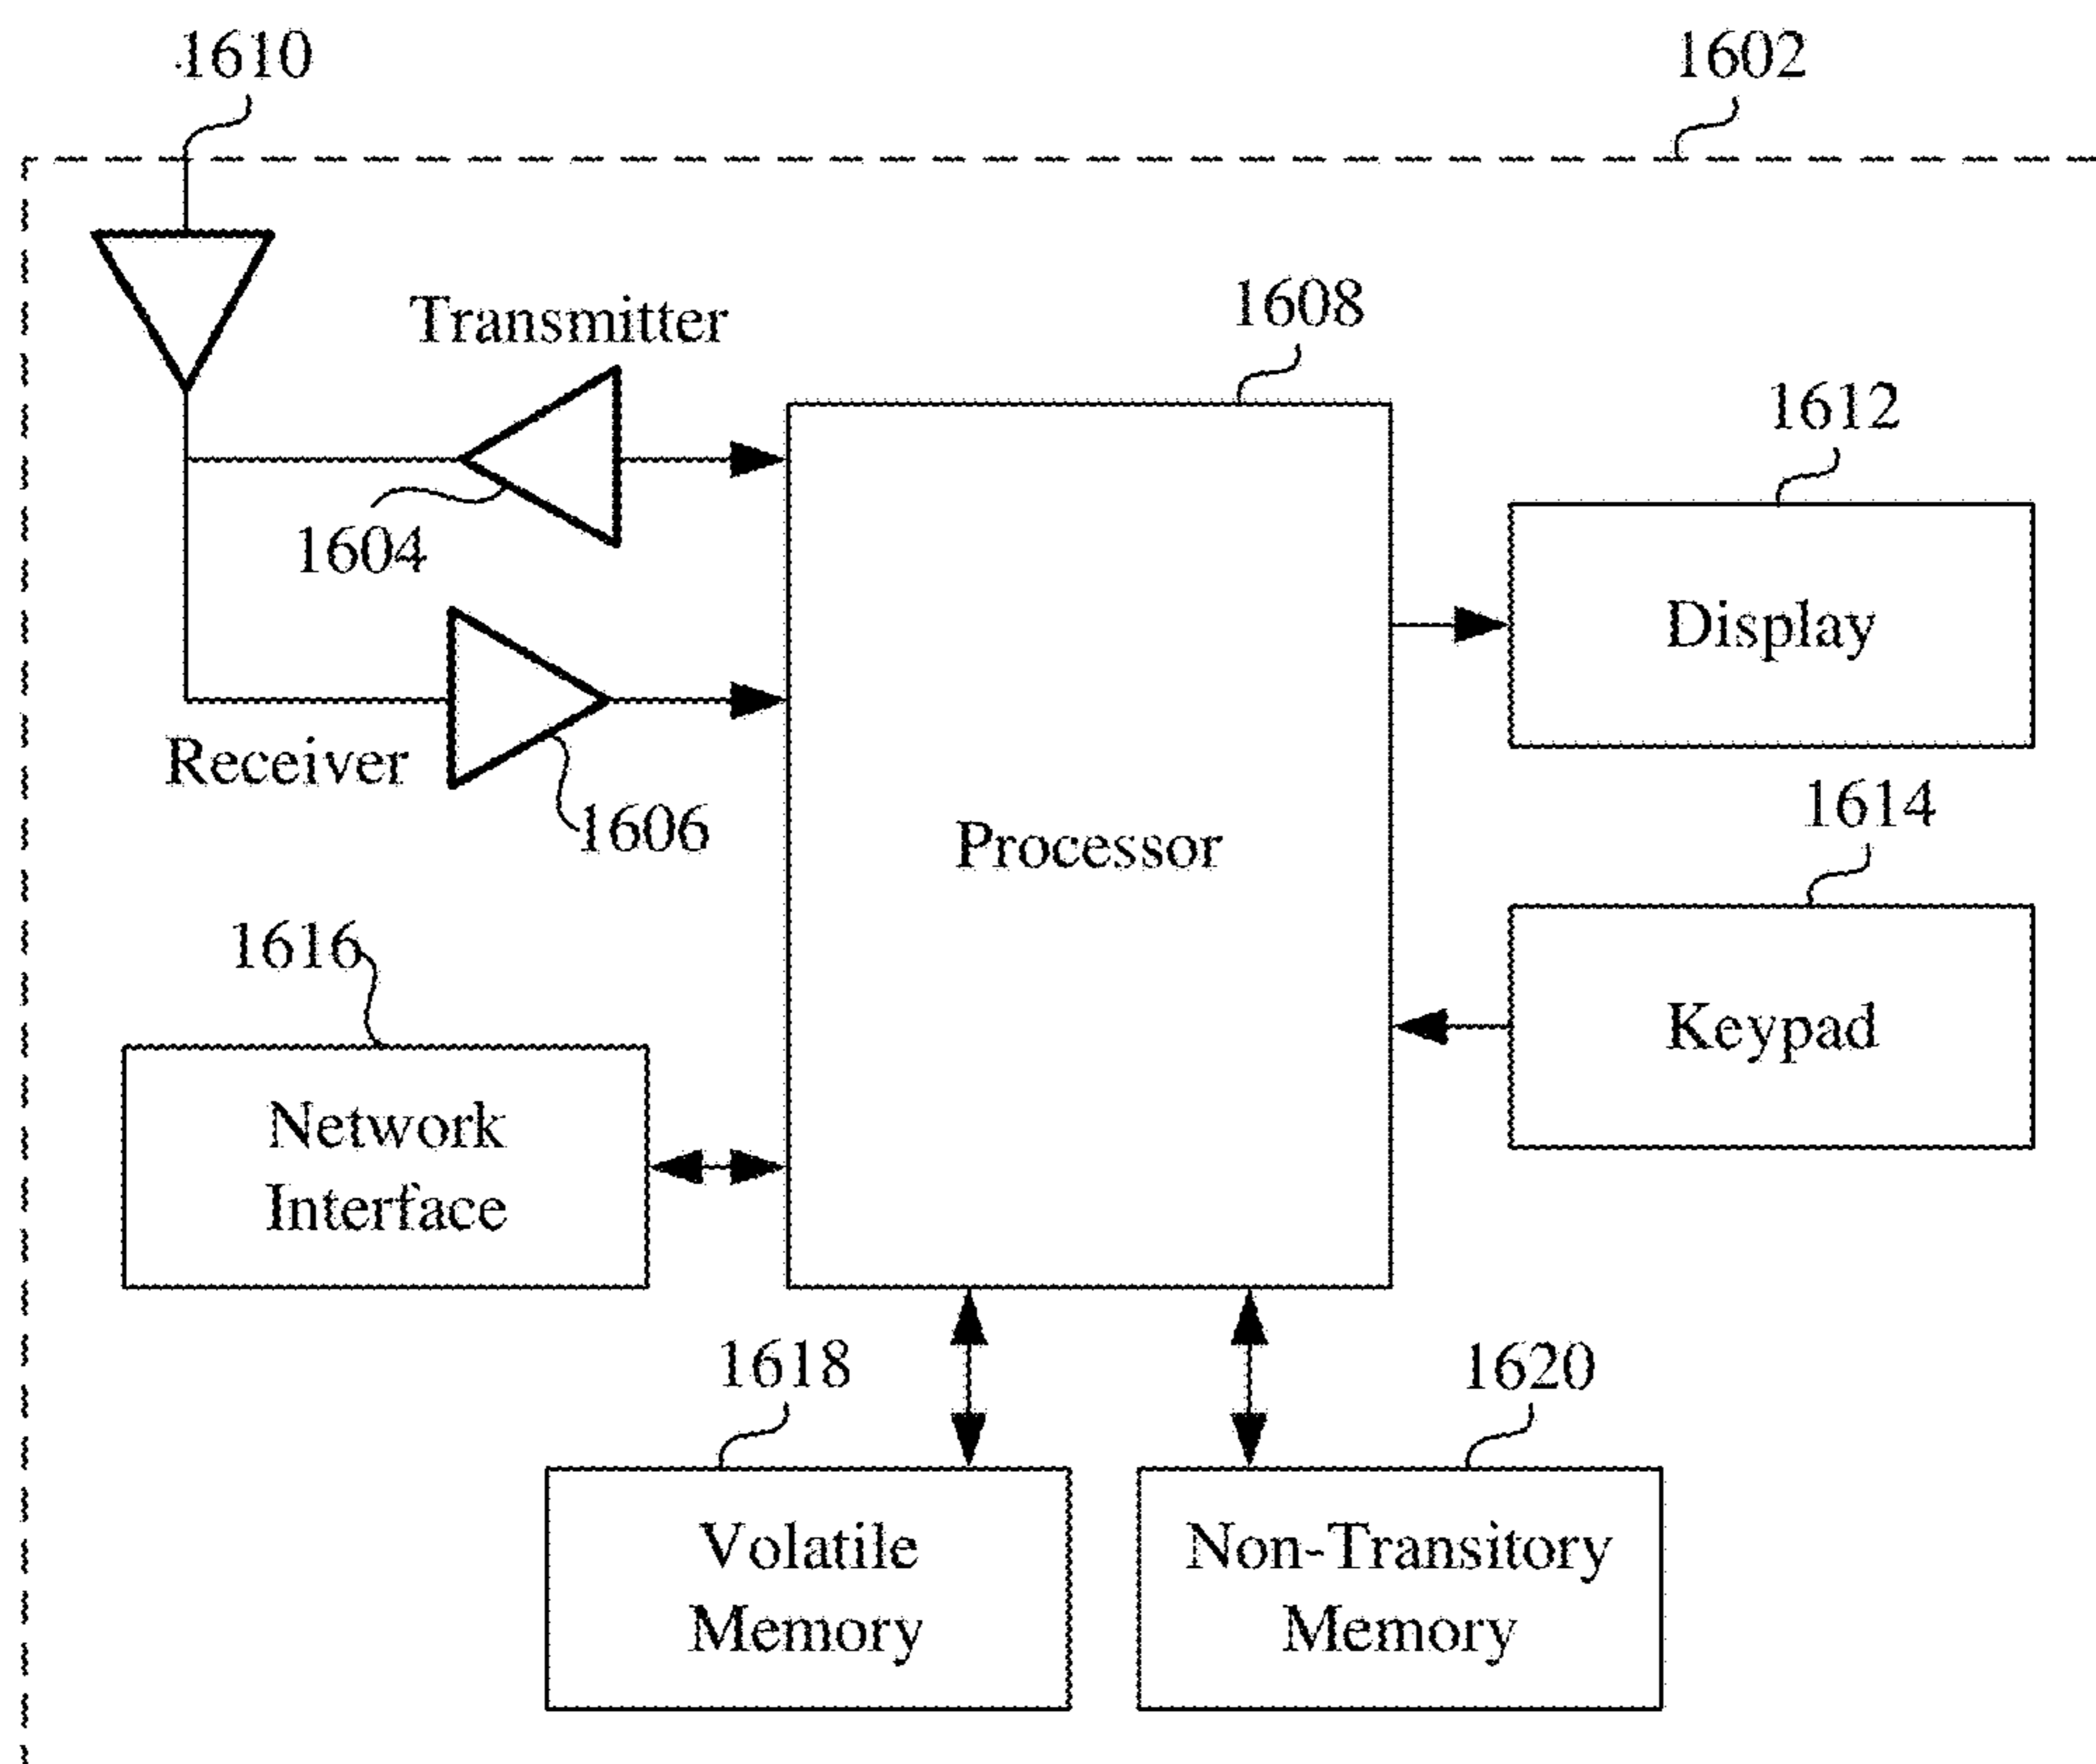 1610
1602
Transmitter
1608
1612
1604
Display
Receiver
1606
1614
Processor
1616
Keypad
Network
Interface
1618
1620
Volatile
Memory
Non-Transitory
Memory